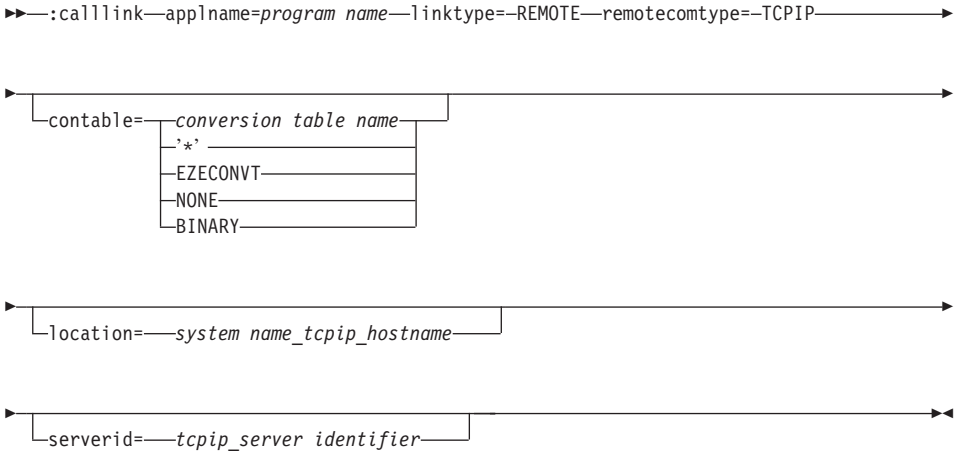 :calllink applname=program name linktype= REMOTE remotecomtype= TCPIP
contable= conversion table name
'*'
EZECONVT
NONE
BINARY
location= system name_tcpip_hostname
serverid= tcpip_server identifier